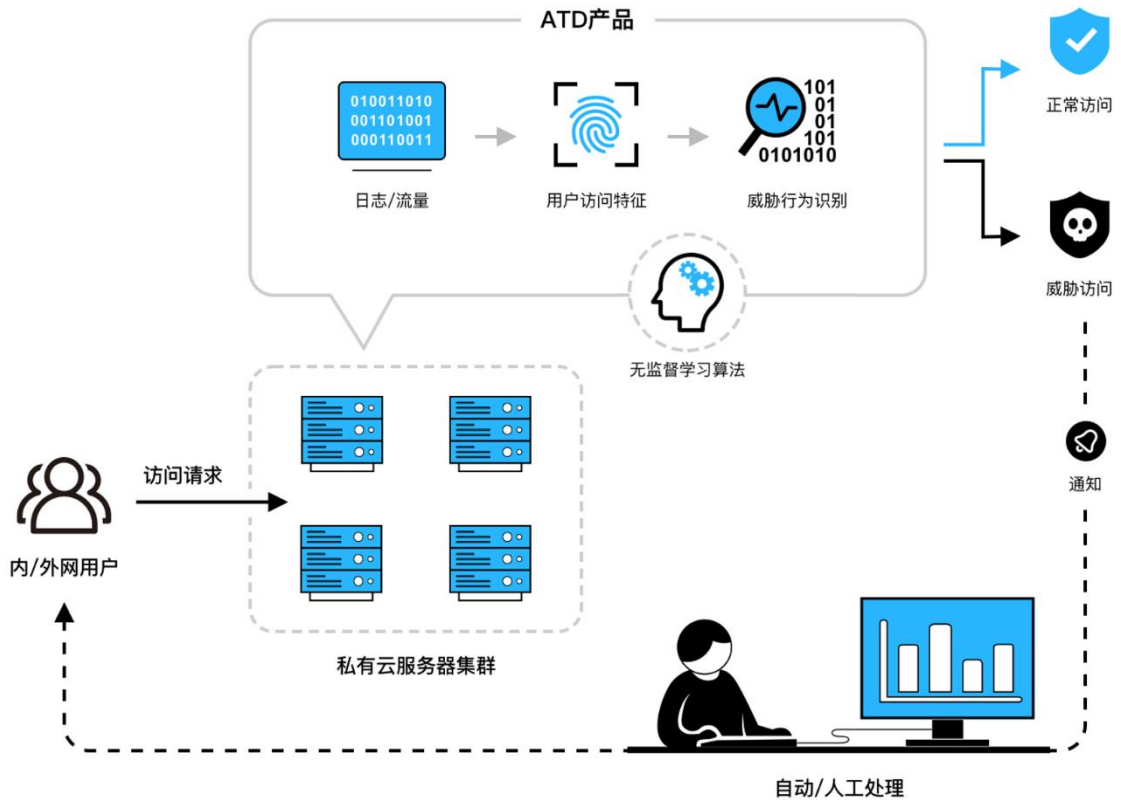 ATD产品
010011010
001101001
000110011
日志/流量
用户访问特征
101
01
01
101
0101010
威胁行为识别
正常访问
威胁访问
无监督学习算法
通知
访问请求
内/外网用户
私有云服务器集群
自动/人工处理